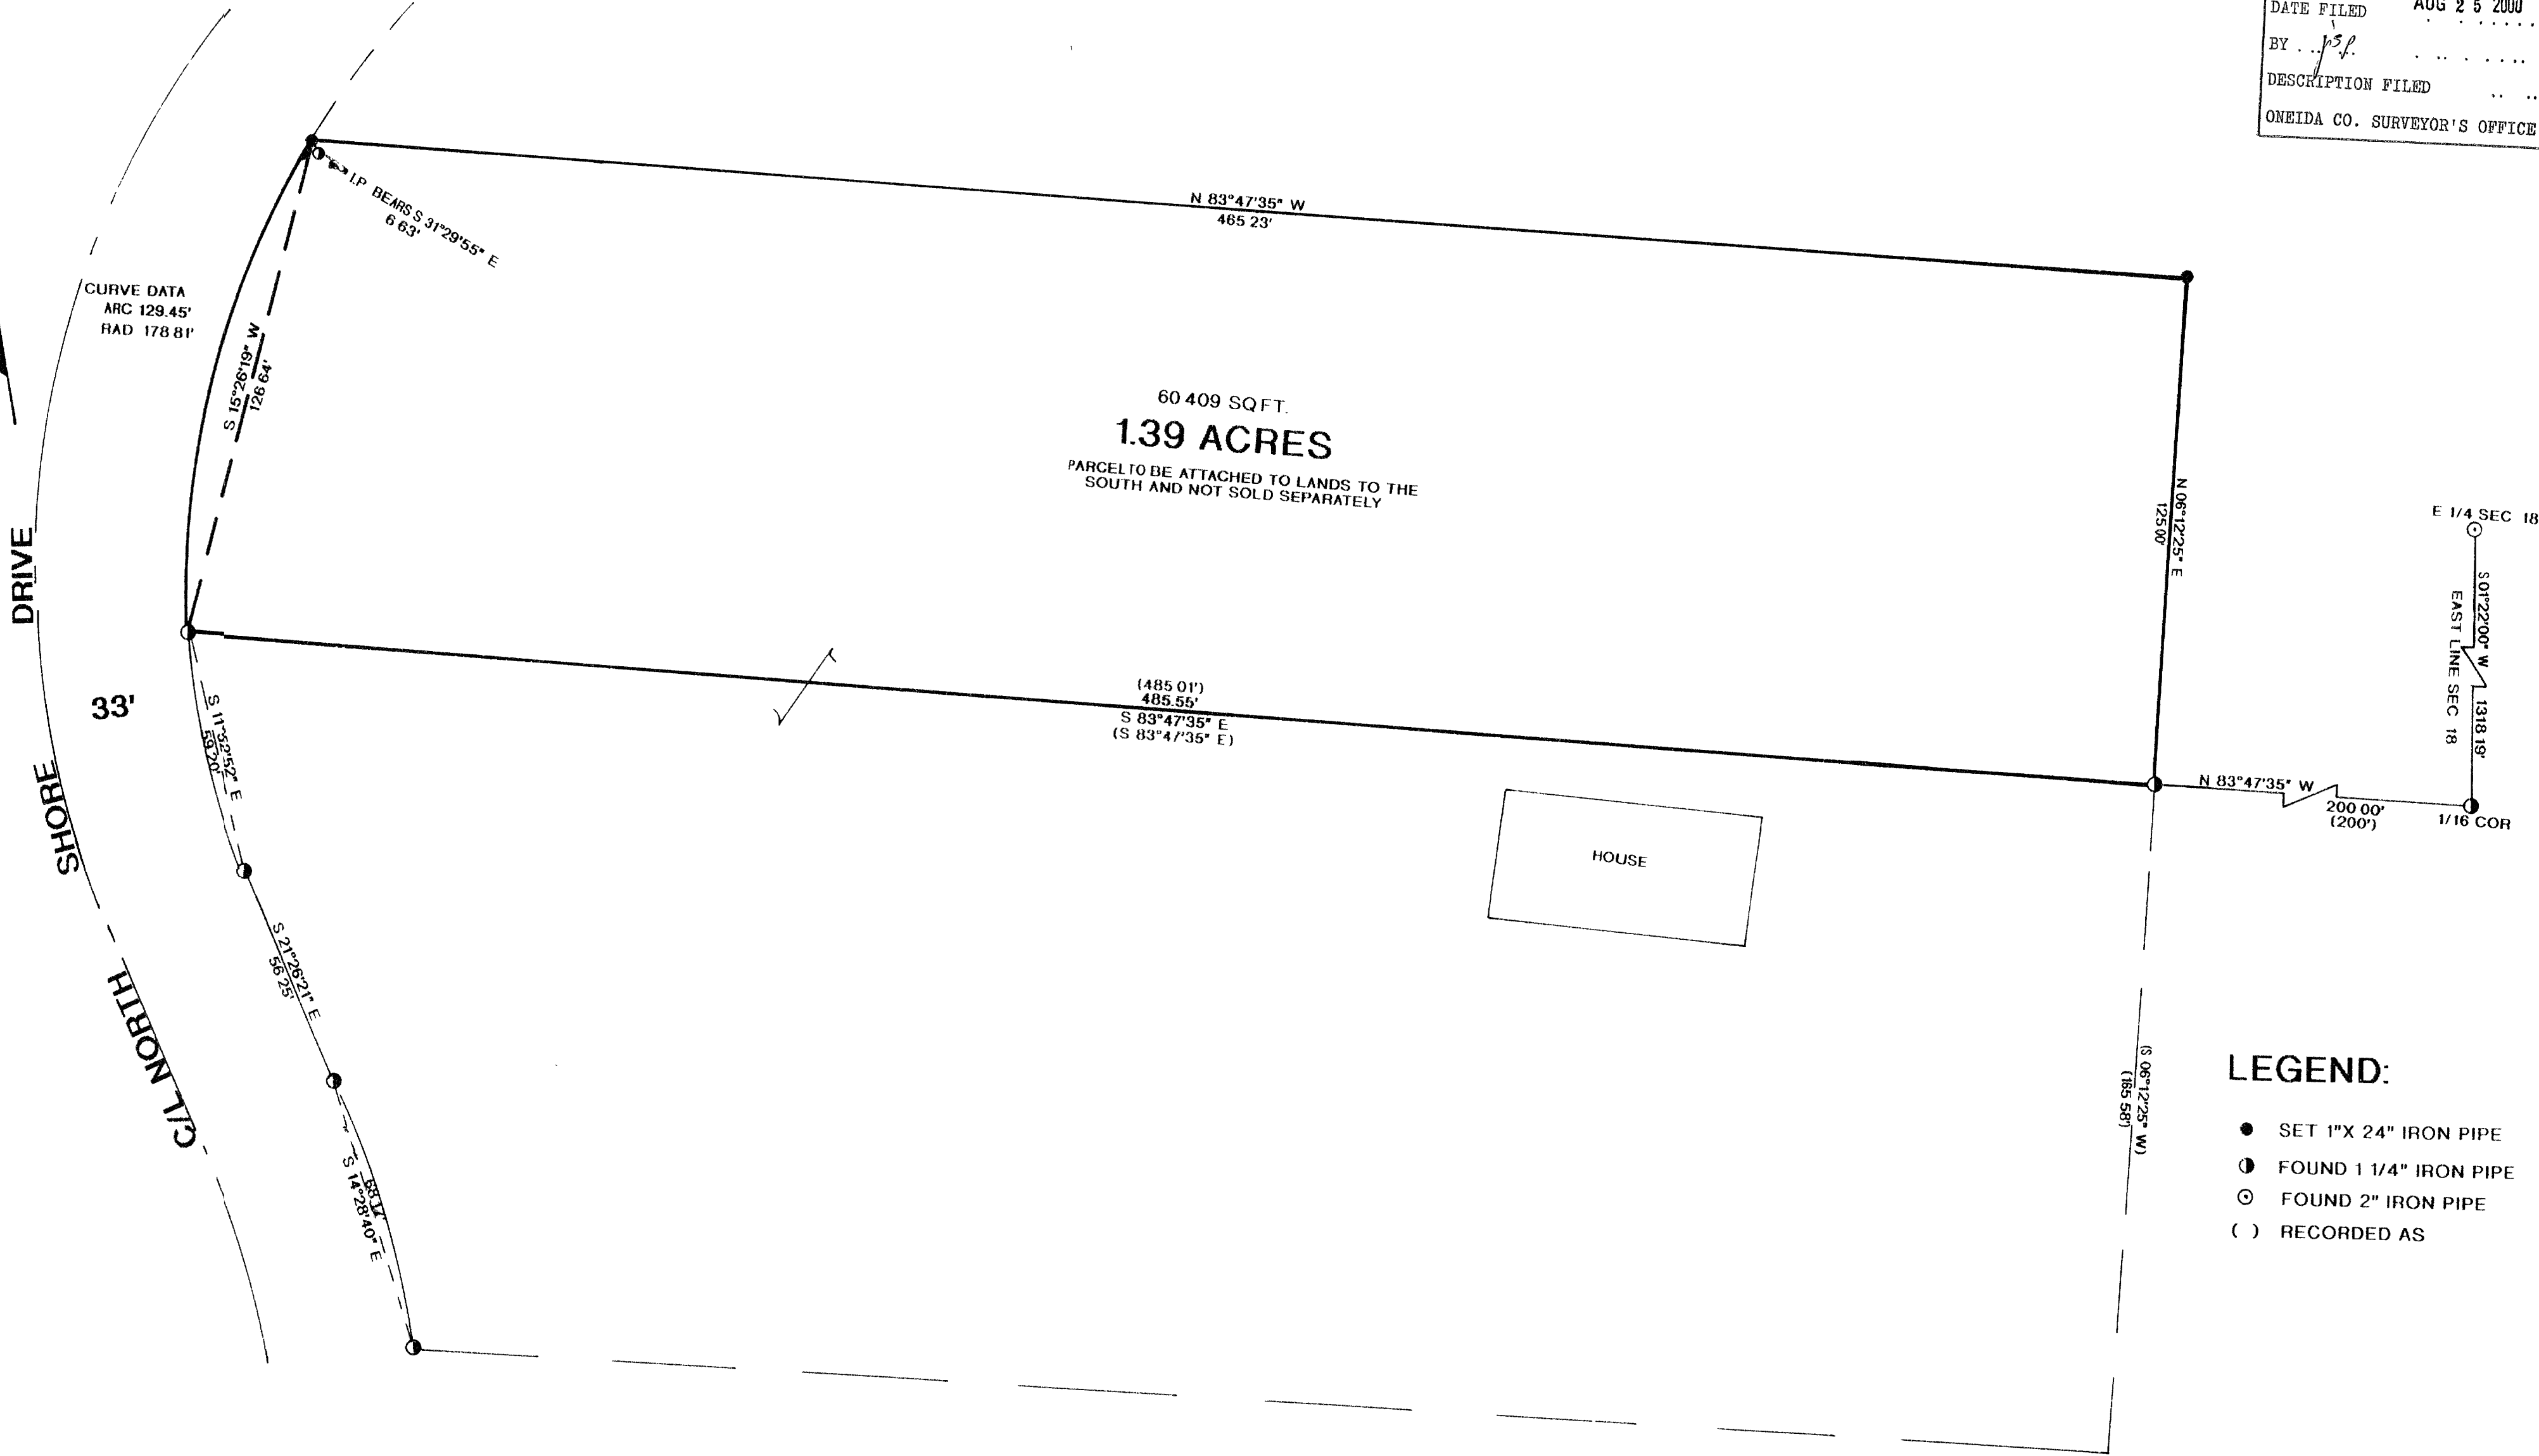 DATE FILED AUG 2 5 2000
BY
DESCRIPTION FILED
ONEIDA CO. SURVEYOR'S OFFICE
I.P. BEARS S 31°29'55" E
6 63'
N 83°47'35" W
465 23'
CURVE DATA
ARC 129.45'
RAD 178 81'
S 15°26'19" W
126 64'
60 409 SQ FT.
1.39 ACRES
PARCEL TO BE ATTACHED TO LANDS TO THE
SOUTH AND NOT SOLD SEPARATELY
N 06°12'25" E
125 00'
E 1/4 SEC 18
S 01°22'00" W 1318 19'
EAST LINE SEC 18
(485 01')
485.55'
S 83°47'35" E
(S 83°47'35" E)
N 83°47'35" W
200 00'
(200')
1/16 COR
33'
S 11°52'52" E
59 20'
HOUSE
S 21°26'21" E
56 25'
68 17'
S 14°28'40" E
(S 06°12'25" W)
(165 58')
C/L NORTH SHORE DRIVE
LEGEND:
SET 1"X 24" IRON PIPE
FOUND 1 1/4" IRON PIPE
FOUND 2" IRON PIPE
( ) RECORDED AS